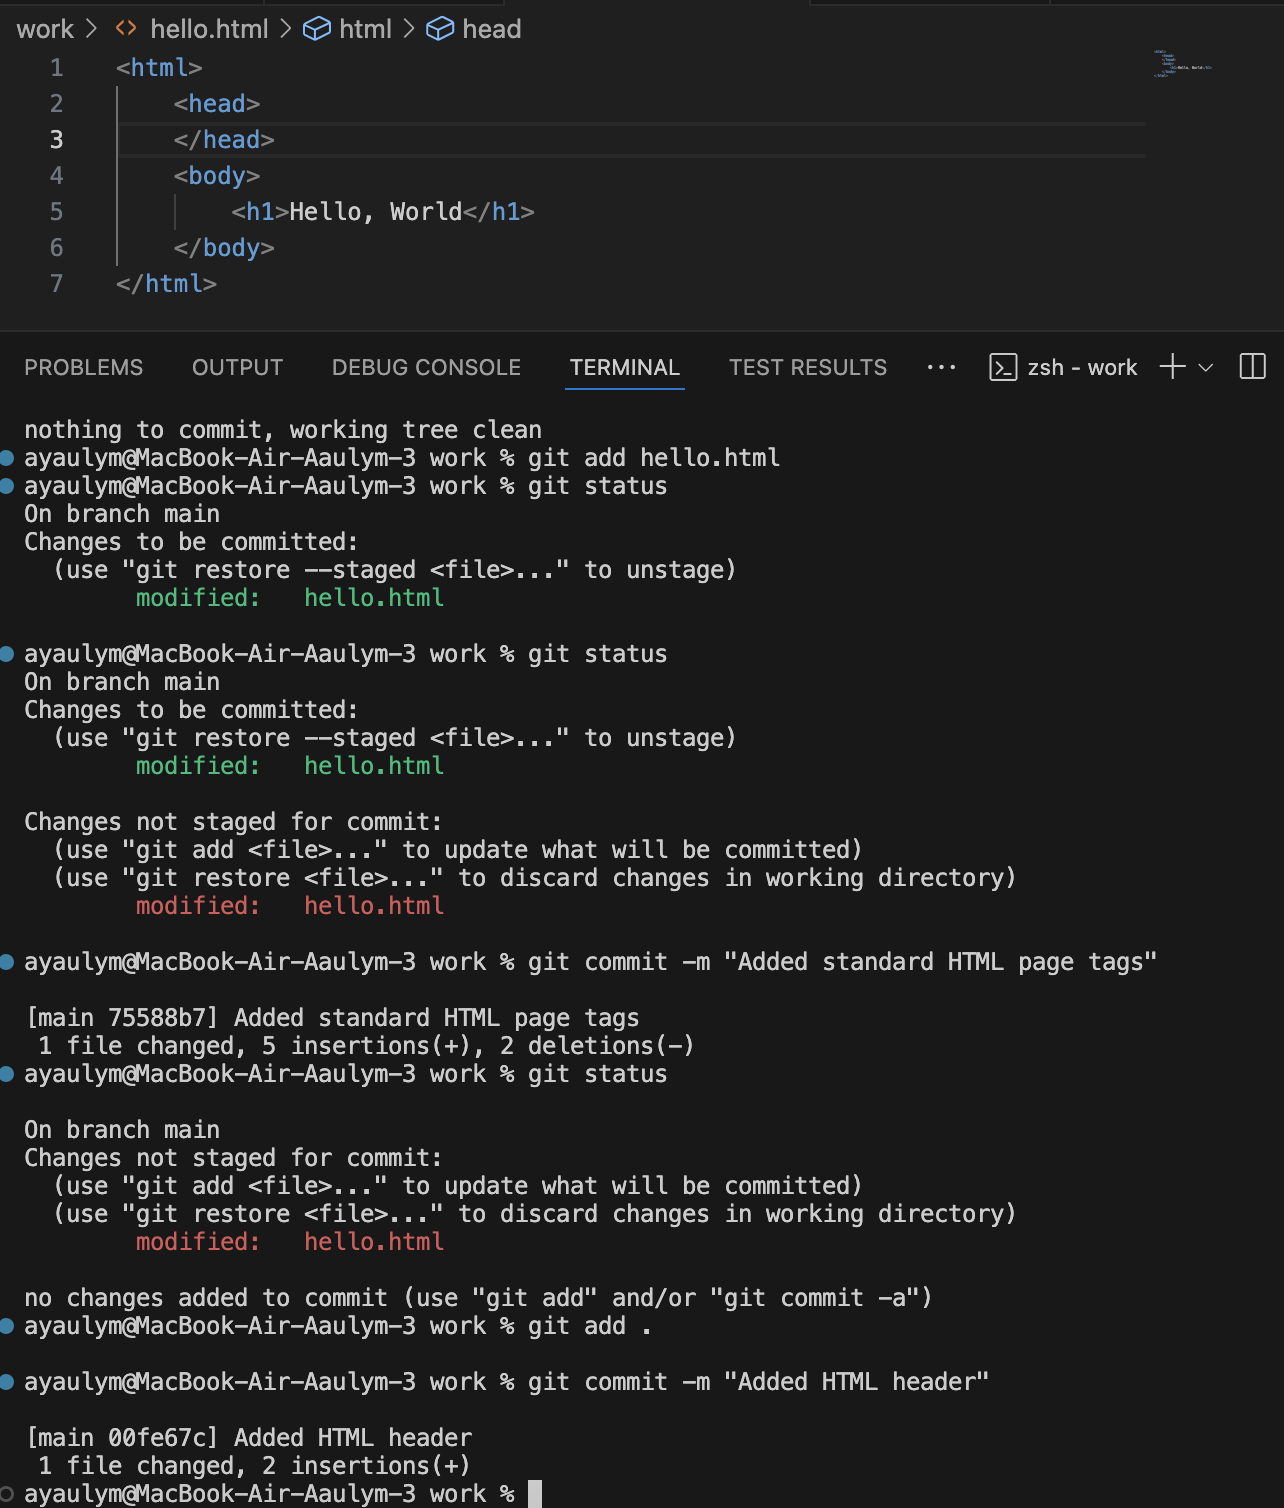 work > <> hello.html > html > head
1 <html>
2 <head>
3 </head>
4 <body>
5 <h1>Hello, World</h1>
6 </body>
7 </html>
PROBLEMS OUTPUT DEBUG CONSOLE TERMINAL TEST RESULTS ... zsh - work
nothing to commit, working tree clean
ayaulym@MacBook-Air-Aaulym-3 work % git add hello.html
ayaulym@MacBook-Air-Aaulym-3 work % git status
On branch main
Changes to be committed:
  (use "git restore --staged <file>..." to unstage)
        modified:   hello.html
ayaulym@MacBook-Air-Aaulym-3 work % git status
On branch main
Changes to be committed:
  (use "git restore --staged <file>..." to unstage)
        modified:   hello.html
Changes not staged for commit:
  (use "git add <file>..." to update what will be committed)
  (use "git restore <file>..." to discard changes in working directory)
        modified:   hello.html
ayaulym@MacBook-Air-Aaulym-3 work % git commit -m "Added standard HTML page tags"
[main 75588b7] Added standard HTML page tags
 1 file changed, 5 insertions(+), 2 deletions(-)
ayaulym@MacBook-Air-Aaulym-3 work % git status
On branch main
Changes not staged for commit:
  (use "git add <file>..." to update what will be committed)
  (use "git restore <file>..." to discard changes in working directory)
        modified:   hello.html
no changes added to commit (use "git add" and/or "git commit -a")
ayaulym@MacBook-Air-Aaulym-3 work % git add .
ayaulym@MacBook-Air-Aaulym-3 work % git commit -m "Added HTML header"
[main 00fe67c] Added HTML header
 1 file changed, 2 insertions(+)
ayaulym@MacBook-Air-Aaulym-3 work %